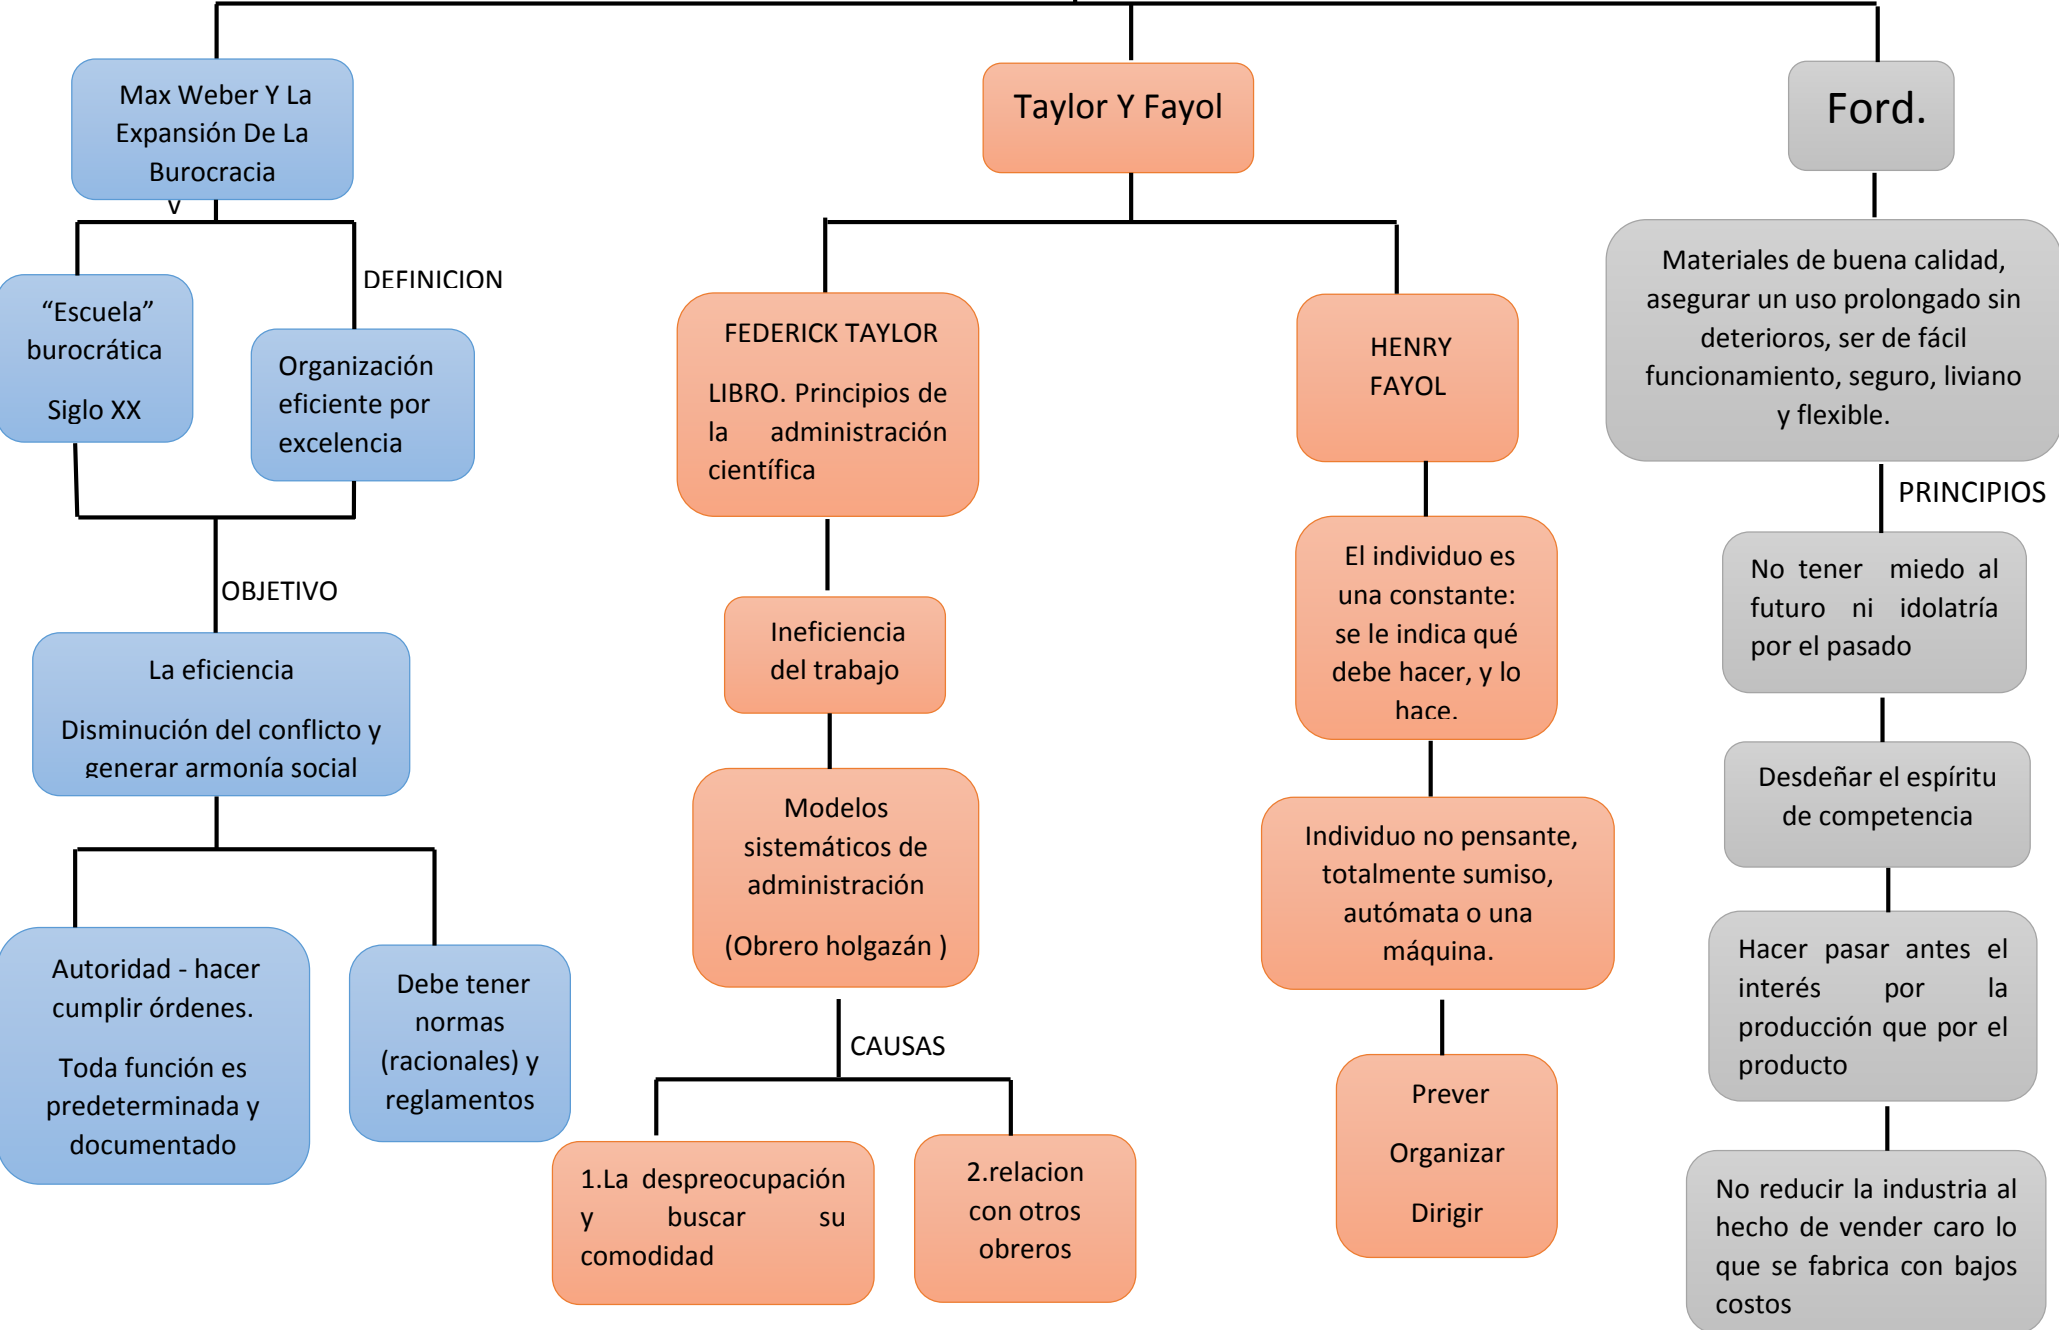 Max Weber Y La
Expansión De La
Burocracia
V
“Escuela”
burocrática
Siglo XX
DEFINICION
Organización
eficiente por
excelencia
OBJETIVO
La eficiencia
Disminución del conflicto y
generar armonía social
Autoridad - hacer
cumplir órdenes.
Toda función es
predeterminada y
documentado
Debe tener
normas
(racionales) y
reglamentos
Taylor Y Fayol
FEDERICK TAYLOR
LIBRO. Principios de
la administración
científica
Ineficiencia
del trabajo
Modelos
sistemáticos de
administración
(Obrero holgazán )
CAUSAS
1.La despreocupación
y buscar su
comodidad
2.relacion
con otros
obreros
HENRY
FAYOL
El individuo es
una constante:
se le indica qué
debe hacer, y lo
hace.
Individuo no pensante,
totalmente sumiso,
autómata o una
máquina.
Prever
Organizar
Dirigir
Ford.
Materiales de buena calidad,
asegurar un uso prolongado sin
deterioros, ser de fácil
funcionamiento, seguro, liviano
y flexible.
PRINCIPIOS
No tener miedo al
futuro ni idolatría
por el pasado
Desdeñar el espíritu
de competencia
Hacer pasar antes el
interés por la
producción que por el
producto
No reducir la industria al
hecho de vender caro lo
que se fabrica con bajos
costos